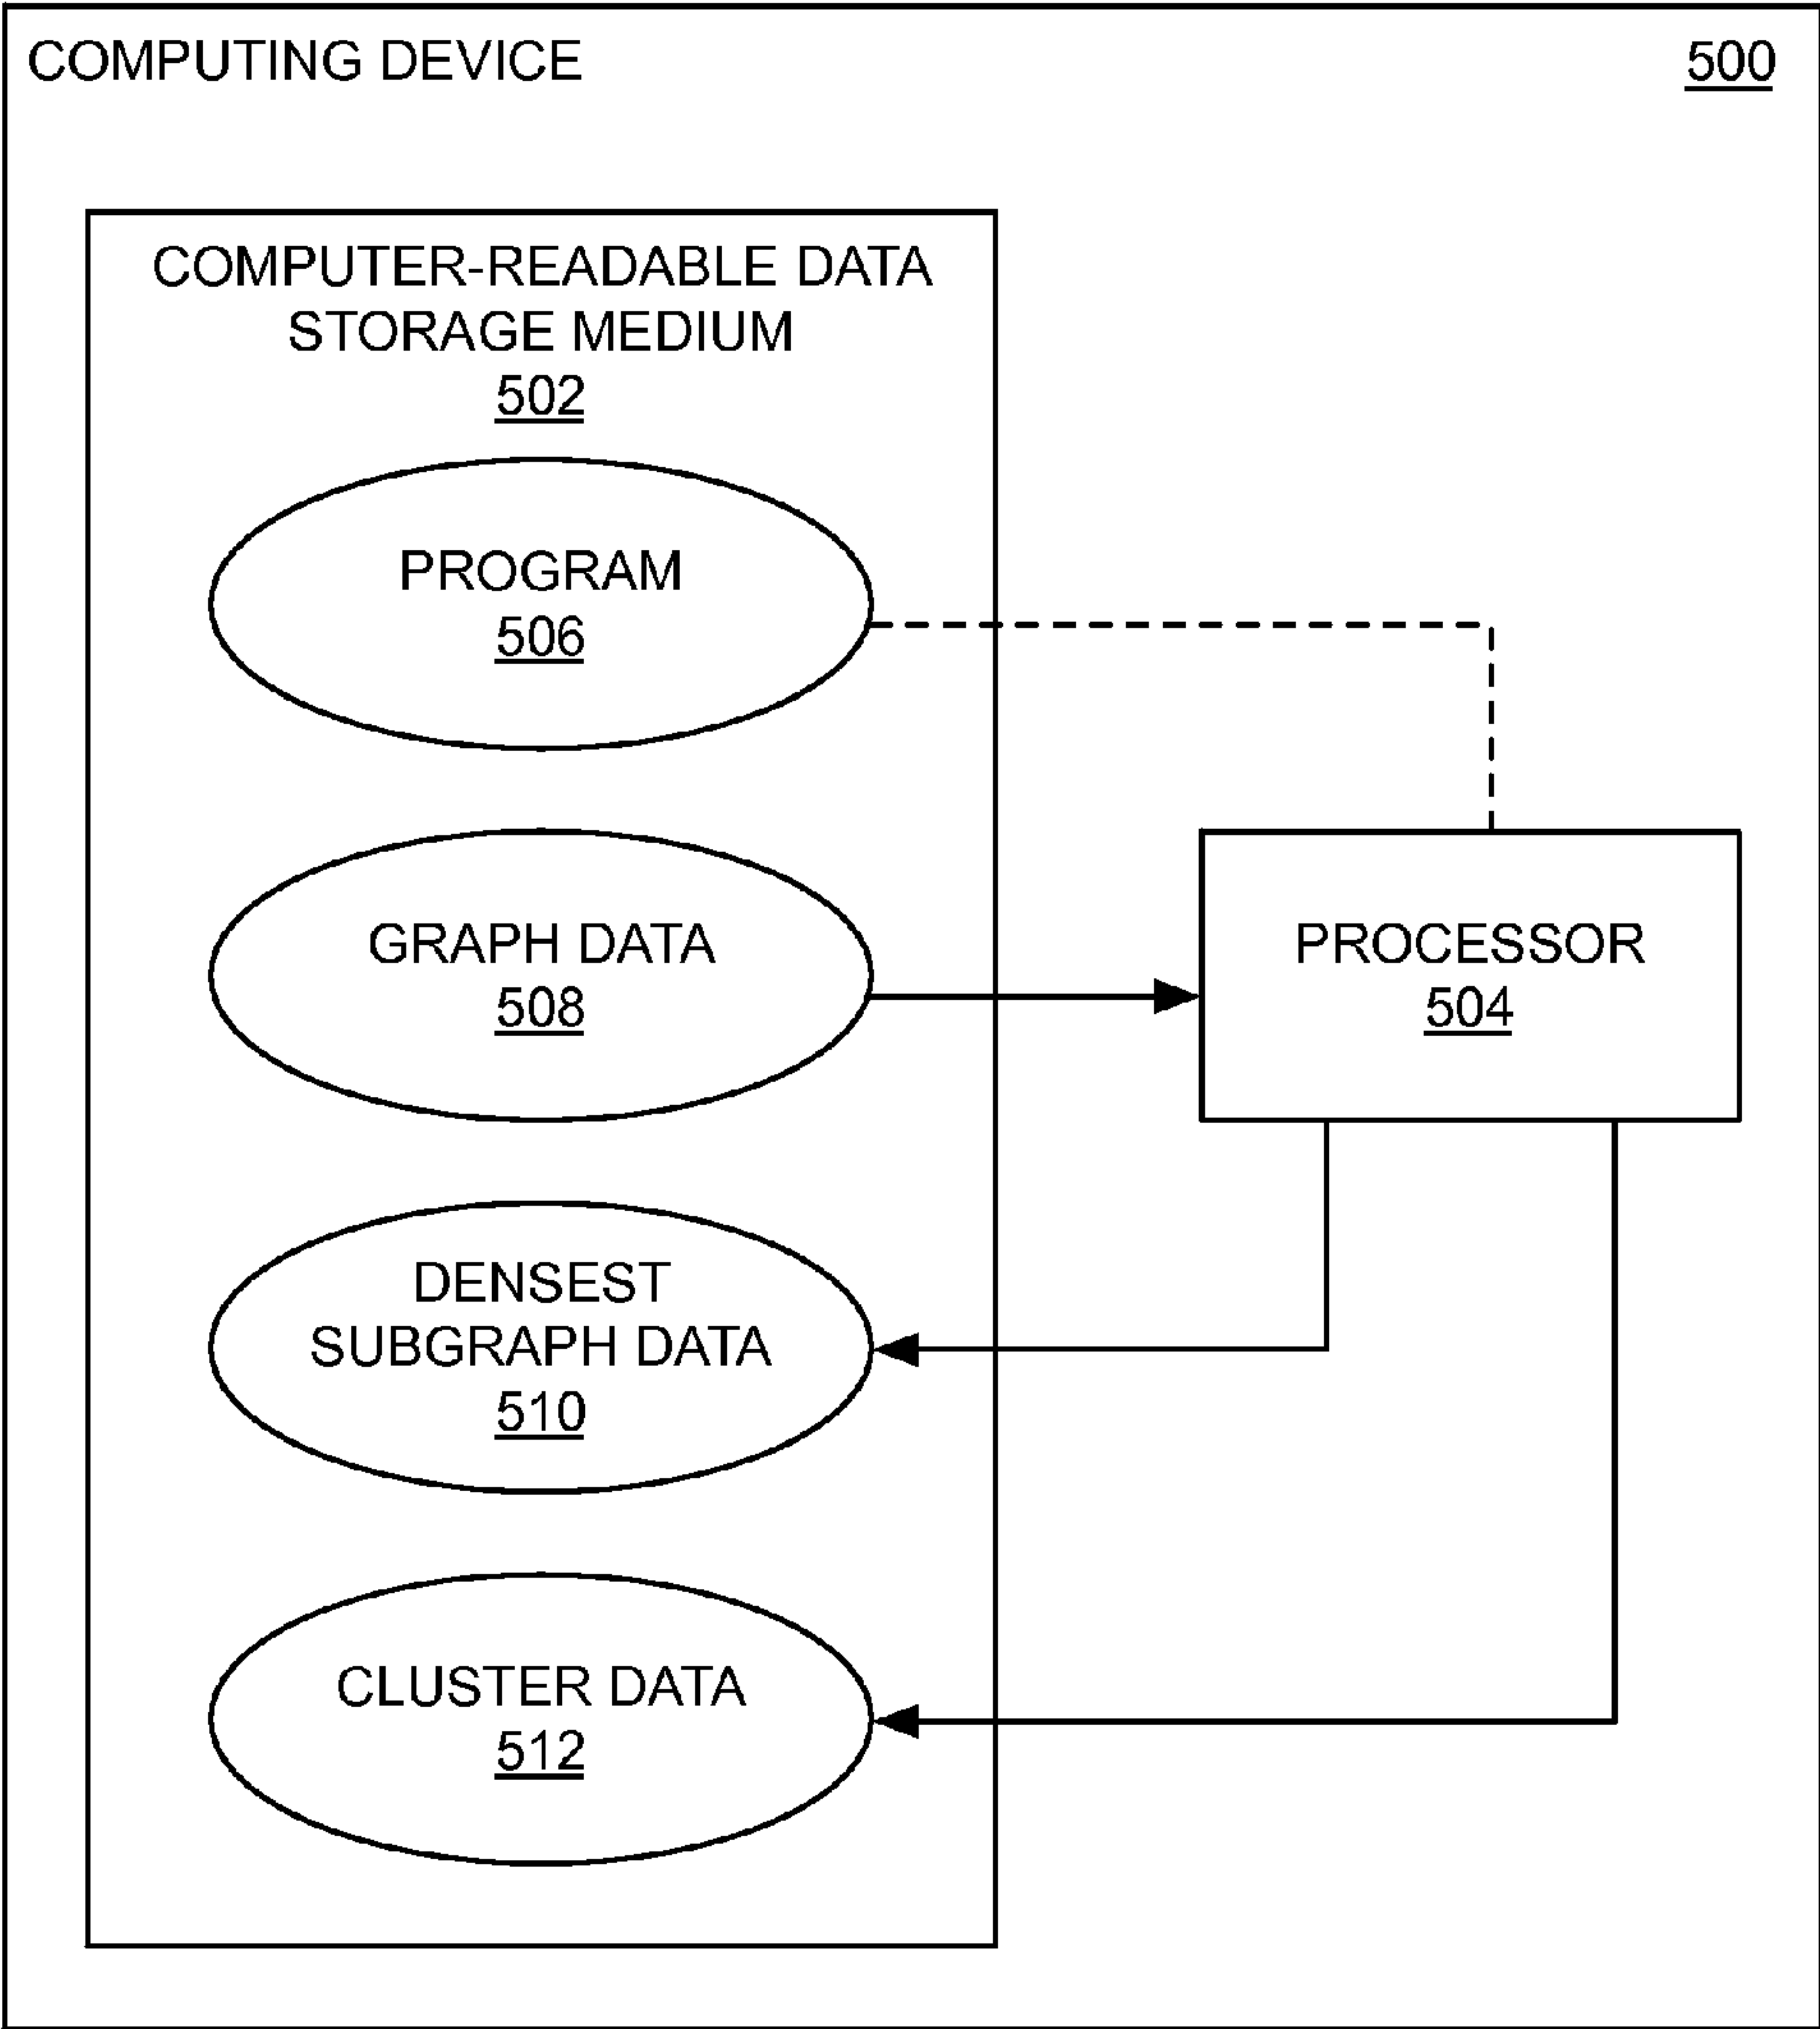 COMPUTING DEVICE
500
COMPUTER-READABLE DATA
STORAGE MEDIUM
502
PROGRAM
506
GRAPH DATA
508
PROCESSOR
504
DENSEST
SUBGRAPH DATA
510
CLUSTER DATA
512